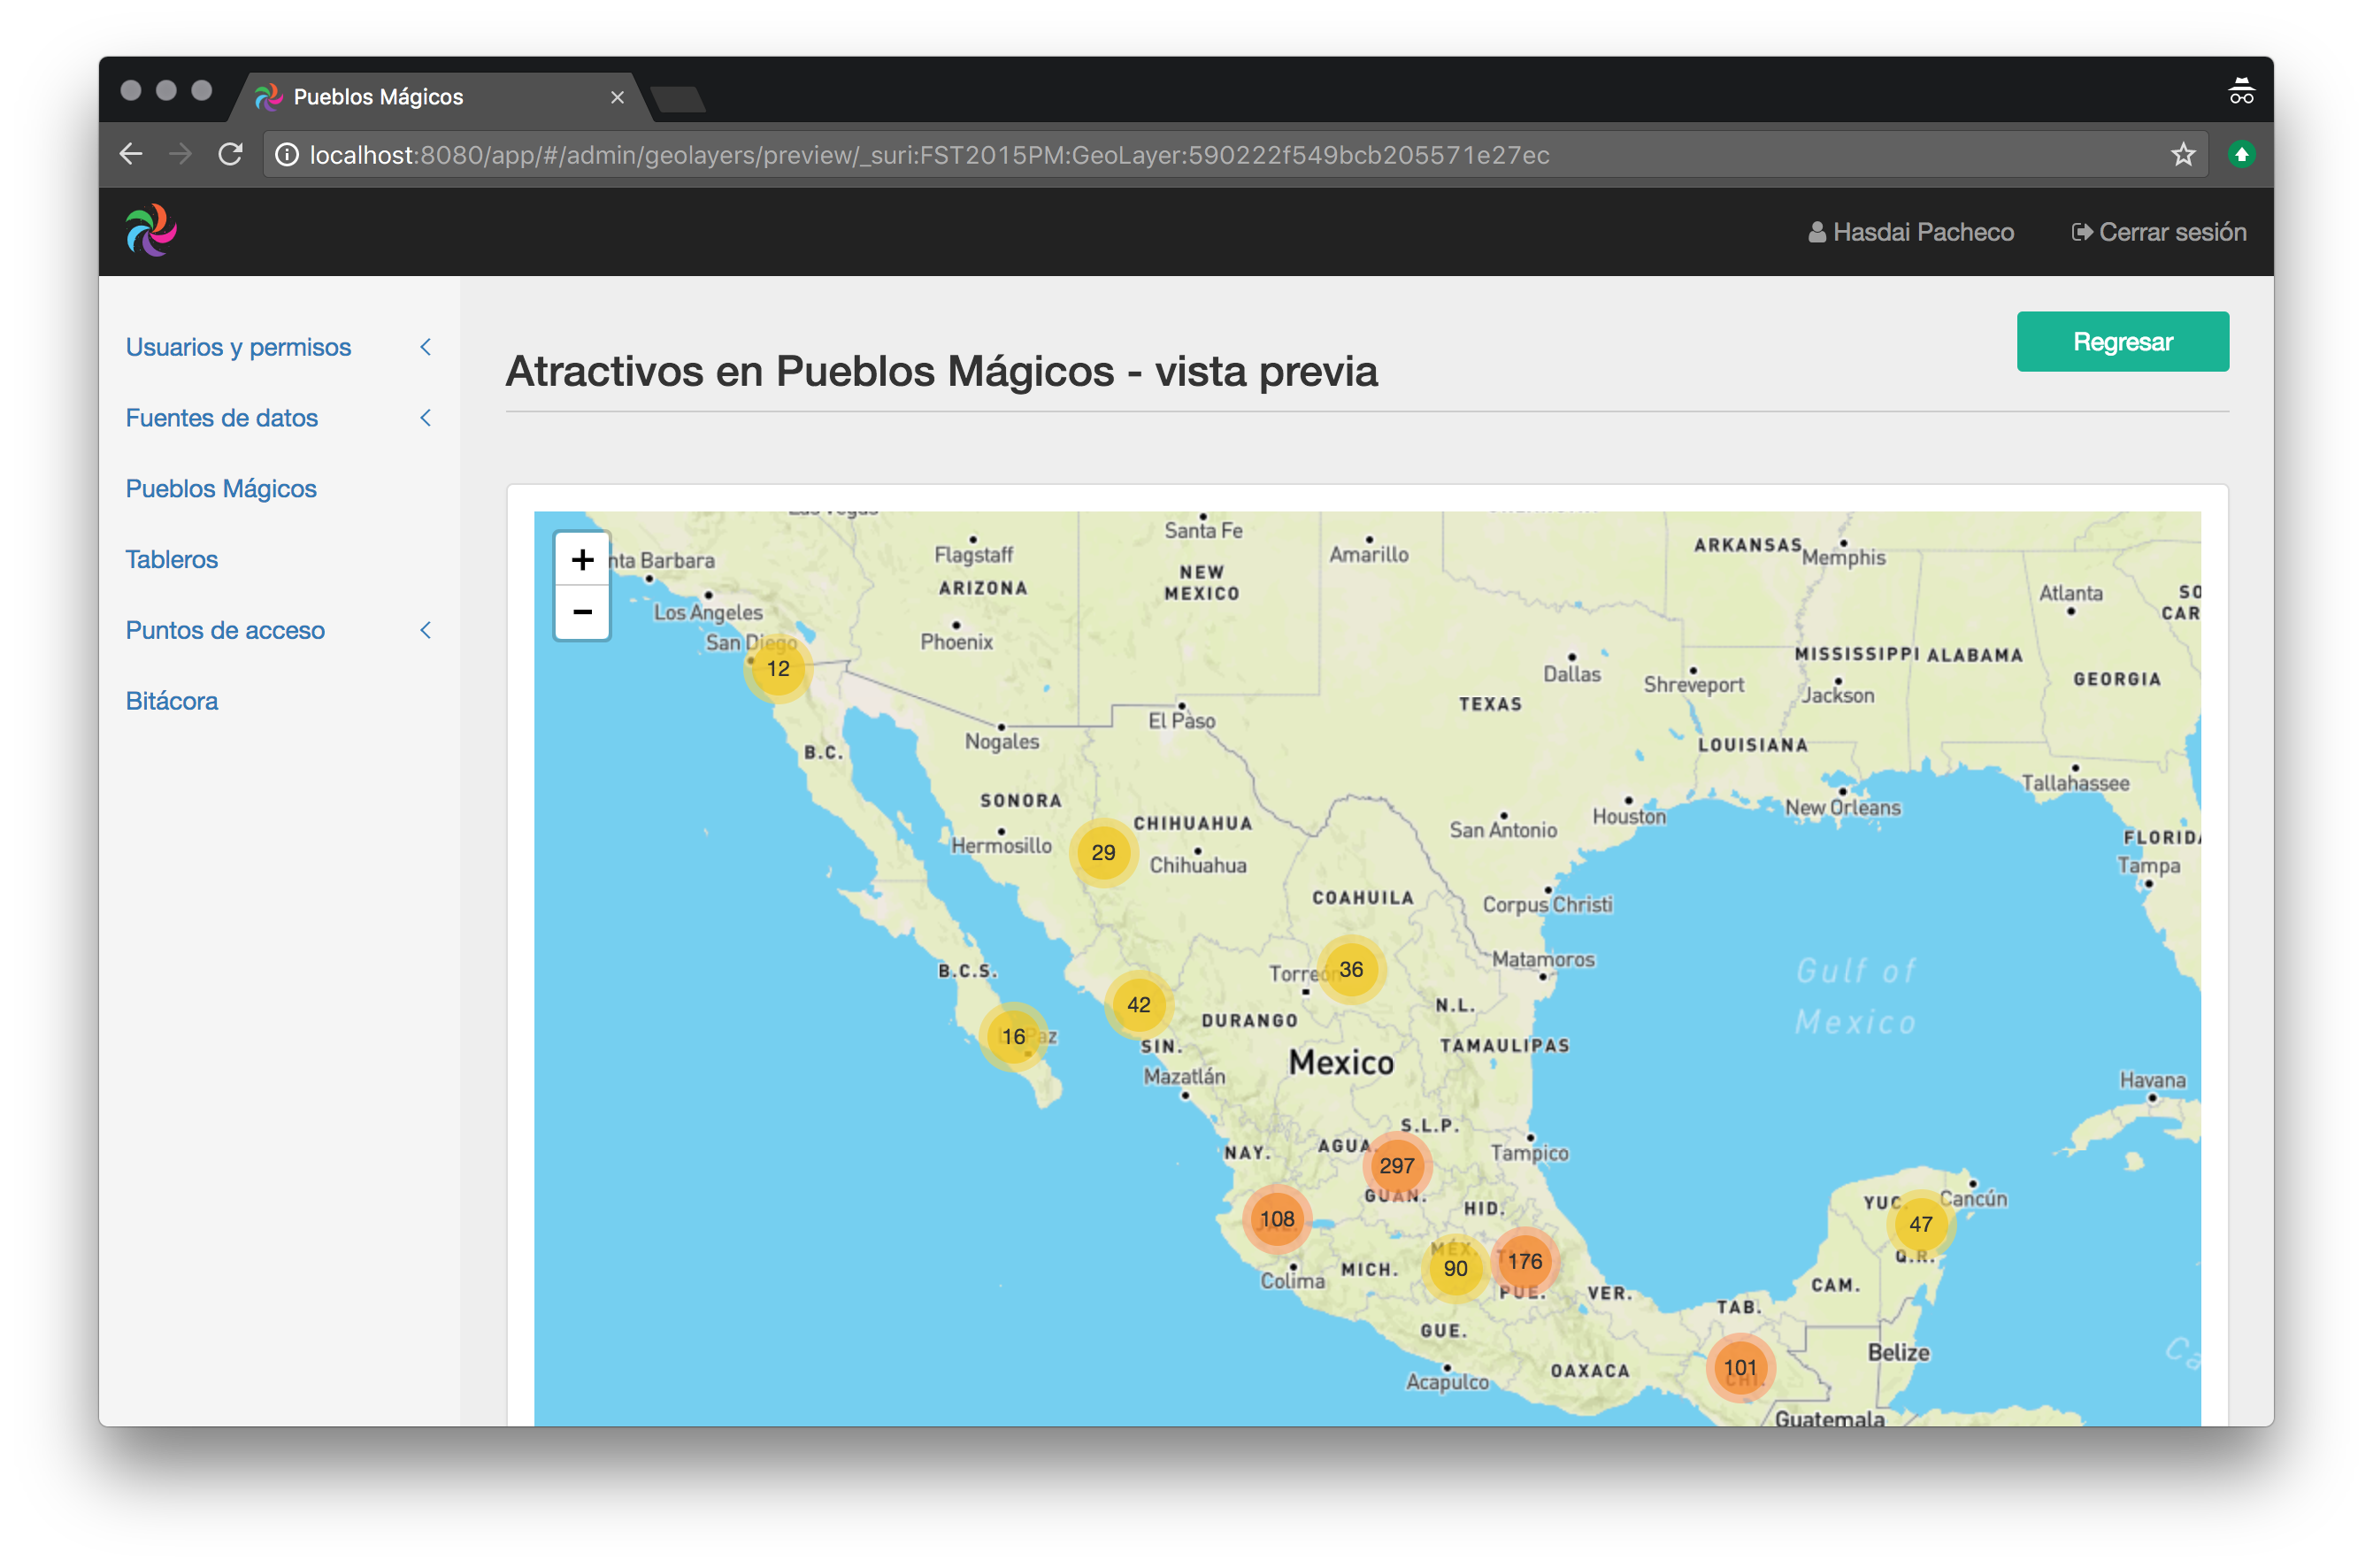 Pueblos Mágicos
localhost:8080/app/#/admin/geolayers/preview/_suri:FST2015PM:GeoLayer:590222f549bcb205571e27ec
Hasdai Pacheco
Cerrar sesión
Regresar
Usuarios y permisos
Fuentes de datos
Pueblos Mágicos
Tableros
Puntos de acceso
Bitácora
Atractivos en Pueblos Mágicos - vista previa
+
−
Santa Fe
Flagstaff
Amarillo
ARKANSAS
Memphis
nta Barbara
NEW
MEXICO
ARIZONA
Atlanta
SO
CAR
Los Angeles
San Diego
Phoenix
12
MISSISSIPPI
ALABAMA
Dallas
Shreveport
Jackson
GEORGIA
TEXAS
El Paso
Nogales
B.C.
LOUISIANA
Tallahassee
SONORA
New Orleans
Houston
CHIHUAHUA
San Antonio
FLORIDA
Hermosillo
29
Chihuahua
Tampa
COAHUILA
Corpus Christi
Matamoros
B.C.S.
Torreón
36
Gulf of
Mexico
42
N.L.
DURANGO
16
Paz
SIN.
TAMAULIPAS
Mexico
Mazatlán
Havana
S.L.P.
AGUA.
NAY.
Tampico
297
GUAN.
YUC.
Cancún
HID.
108
47
MÉX.
Q.R.
176
90
MICH.
Colima
PUE.
VER.
CAM.
TAB.
GUE.
Belize
101
CHI.
OAXACA
Acapulco
Ca
Guatemala